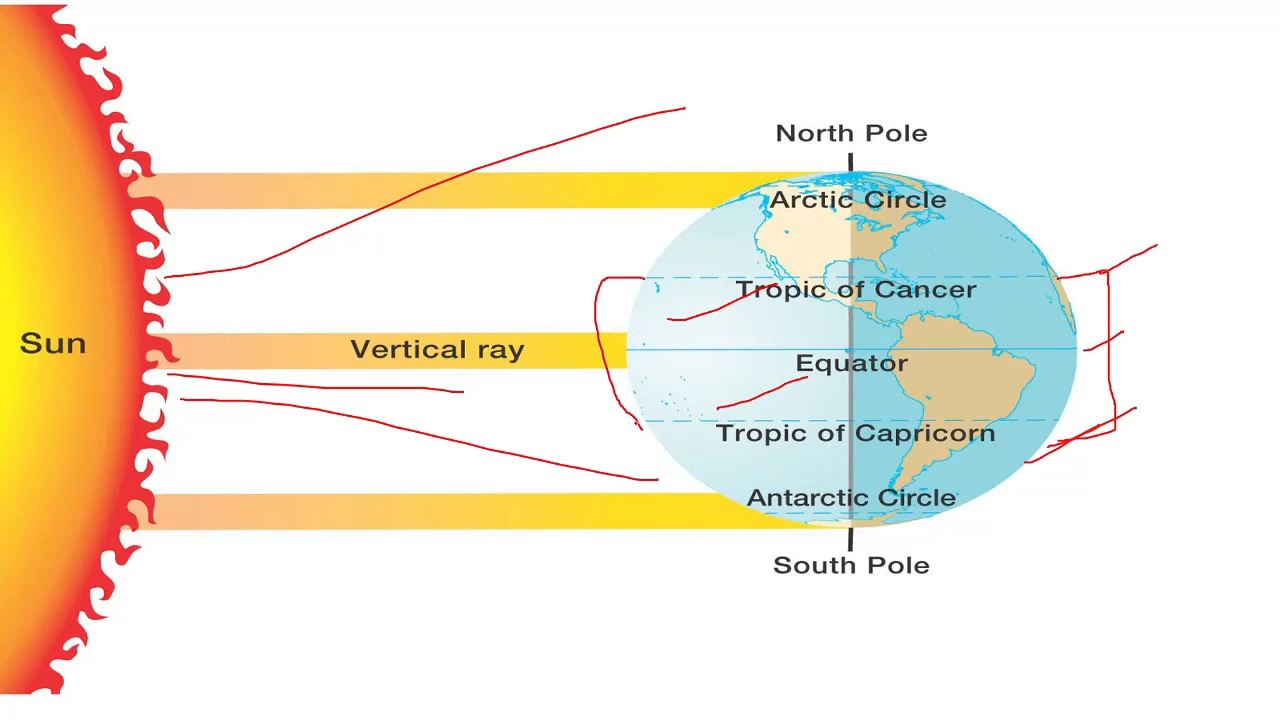 North Pole
Arctic Circle
Tropic of Cancer
Sun
Vertical ray
Equator
Tropic of Capricorn
Antarctic Circle
South Pole